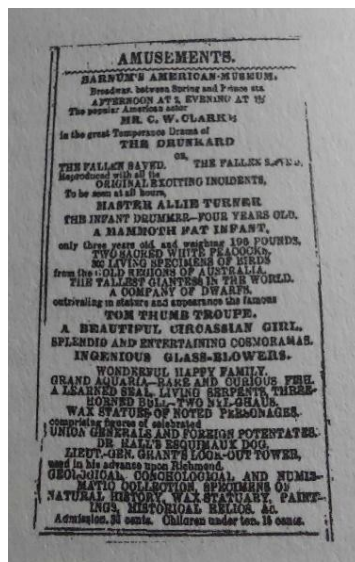 AMUSEMENTS.
BARNUM'S AMERICAN MUSEUM.
Broadway, between Spring and Prince sts
AFTERNOON AT 2, EVENING AT
The popular American actor
MR. C. W. CLARKE
in the great Temperance Drama of
THE DRUNKARD
OR,
THE FALLEN SAVED. THE FALLEN SAVED,
Reproduced with all its
ORIGINAL EXCITING INCIDENTS,
To be seen at all hours,
MASTER ALLIE TURNER
THE INFANT DRUMMER—FOUR YEARS OLD.
A MAMMOTH FAT INFANT,
only three years old and weighing 196 POUNDS,
TWO SACRED WHITE PEACOCKS,
LIVING SPECIMENS OF BIRDS
from the GOLD REGIONS OF AUSTRALIA.
THE TALLEST GIANTESS IN THE WORLD.
A COMPANY OF DWARFS,
outrivaling in stature and appearance the famous
TOM THUMB TROUPE.
A BEAUTIFUL CIRCASSIAN GIRL.
SPLENDID AND ENTERTAINING COSMORAMAS.
INGENIOUS GLASS-BLOWERS.
WONDERFUL HAPPY FAMILY.
GRAND AQUARIA—RARE AND CURIOUS FISH.
A LEARNED SEAL, LIVING SERPENTS, THREE-
HORNED BULL—TWO NYL-GHAUS.
WAX STATUES OF NOTED PERSONAGES.
comprising figures of celebrated
UNION GENERALS AND FOREIGN POTENTATES.
DR. HALL'S ESQUIMAUX DOG.
LIEUT.-GEN. GRANT'S LOOK-OUT TOWER,
used in his advance upon Richmond.
GEOLOGICAL, CONCHOLOGICAL AND NUMIS-
MATIC COLLECTION, SPECIMENS OF
NATURAL HISTORY, WAX STATUARY, PAINT-
INGS, HISTORICAL RELICS, &c.
Admission, 30 cents. Children under ten, 15 cents.